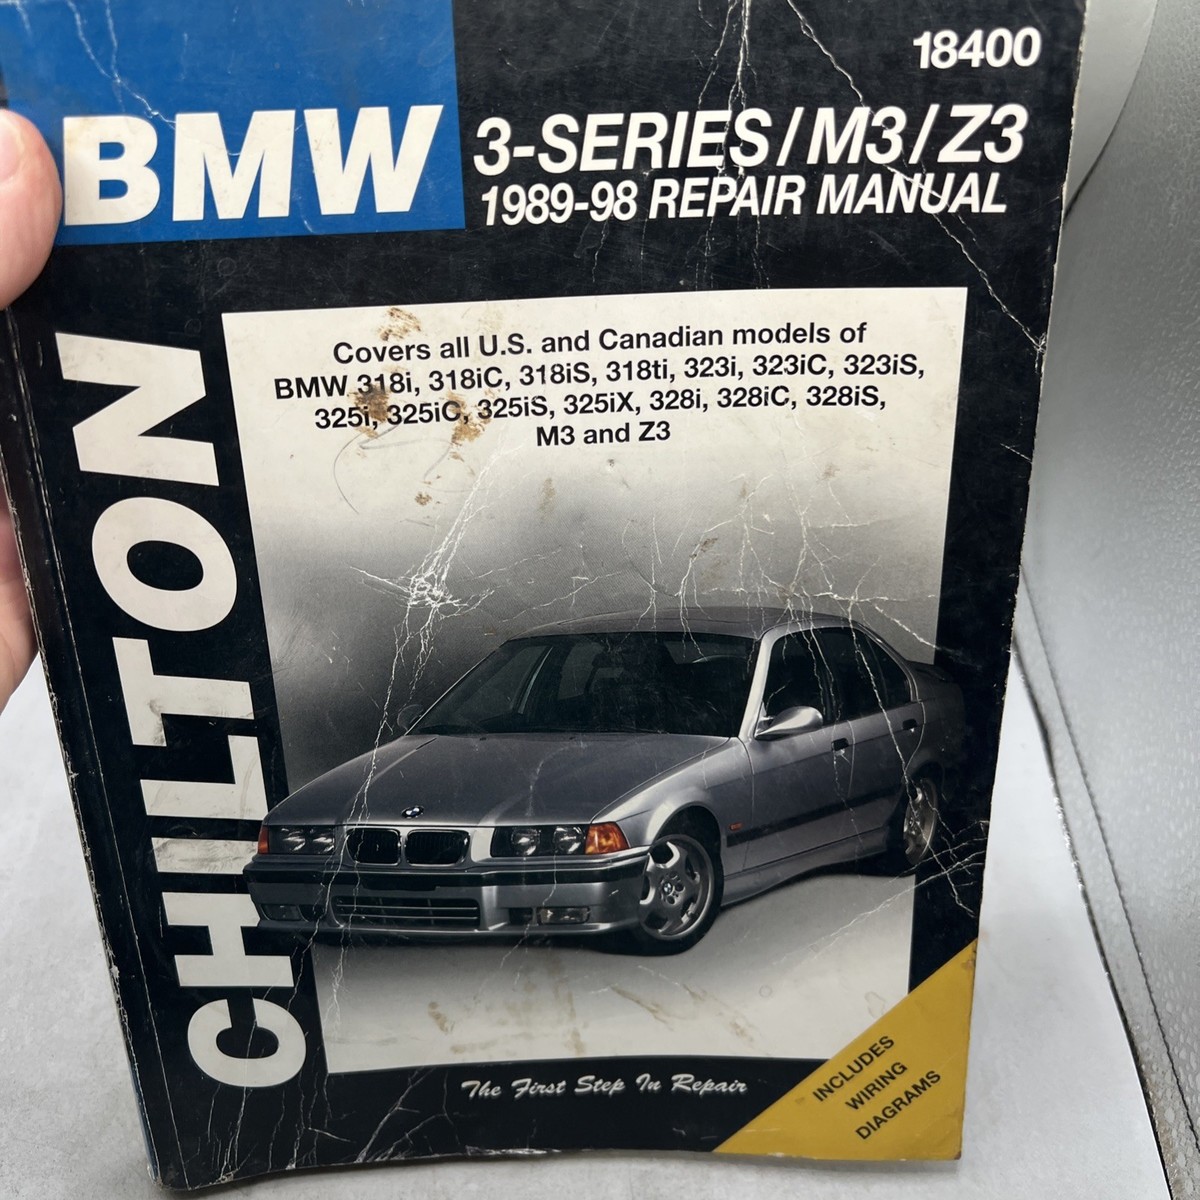 18400
BMW
3-SERIES/M3/Z3
1989-98 REPAIR MANUAL
CHILTON
Covers all U.S. and Canadian models of
BMW 318i, 318iC, 318iS, 318ti, 323i, 323iC, 323iS,
325i, 325iC, 325iS, 325iX, 328i, 328iC, 328iS,
M3 and Z3
The First Step In Repair
INCLUDES
WIRING
DIAGRAMS